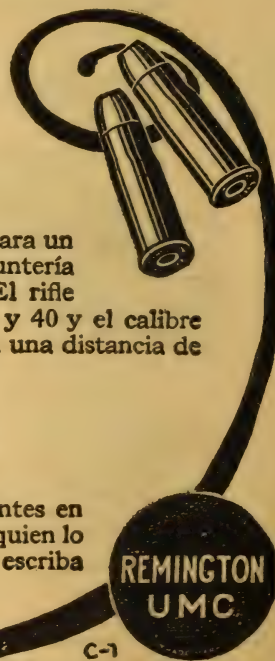 ara un
untería
El rifle
y 40 y el calibre
una distancia de
ntes en
quien lo
escriba
REMINGTON
UMC
C-1